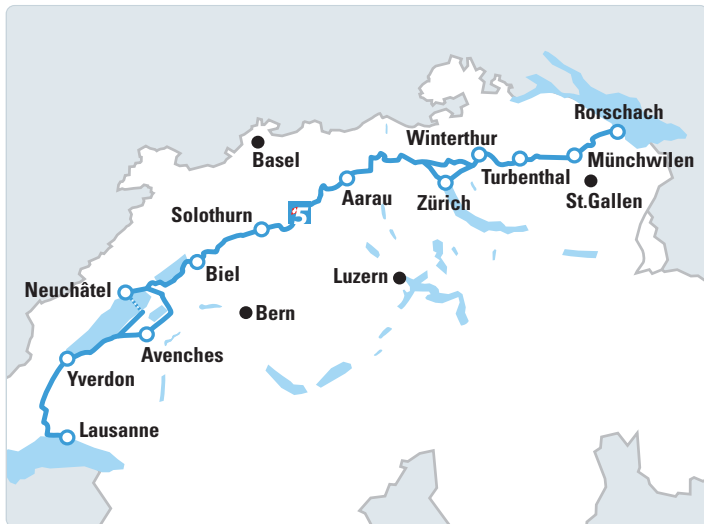 Rorschach
Winterthur
Basel
Münchwilen
Turbenthal
Aarau
Zürich
St.Gallen
Solothurn
5
Biel
Luzern
Neuchâtel
Bern
Avenches
Yverdon
Lausanne